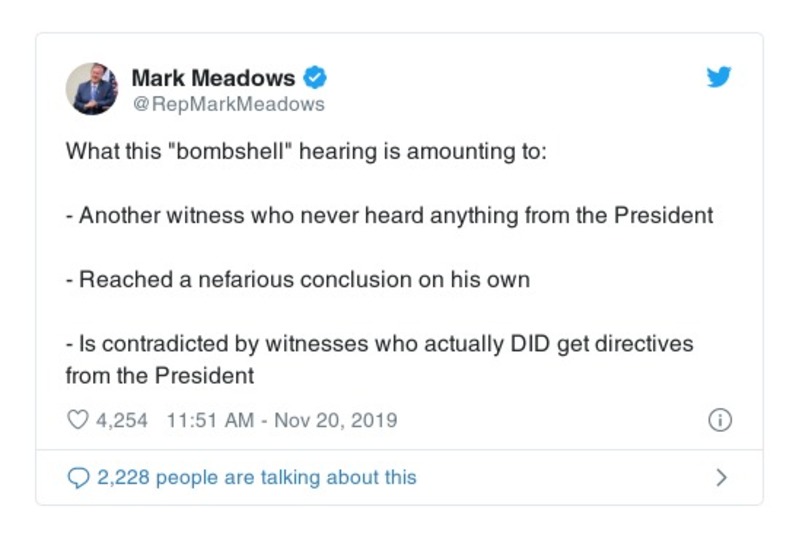 Mark Meadows
@RepMarkMeadows
What this "bombshell" hearing is amounting to:
- Another witness who never heard anything from the President
- Reached a nefarious conclusion on his own
- Is contradicted by witnesses who actually DID get directives
from the President
4,254 11:51 AM - Nov 20, 2019
2,228 people are talking about this